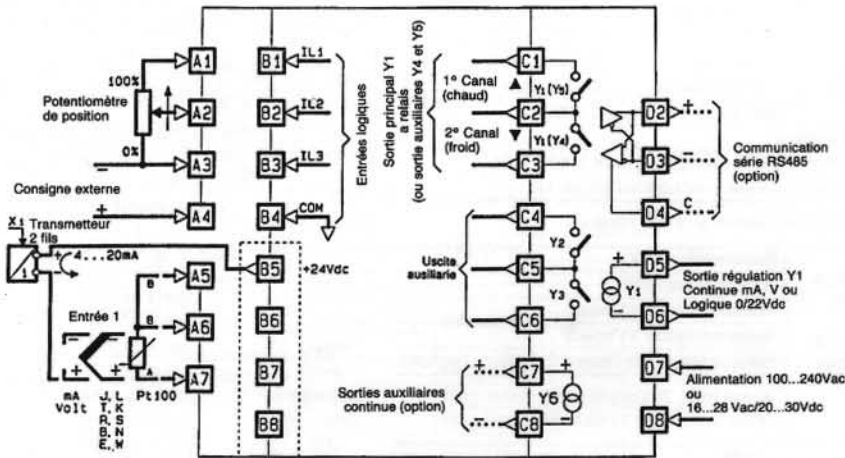 A1
A2
A3
A4
A5
A6
A7
100%
Potentiomètre
de position
0%
−
Consigne externe
+
X1
Transmetteur
2 fils
+
4...20mA
1
-
B
B
A
Entrée 1
- -
+ +
mA
Volt
J, L
T, K
R, S
B, N
E, W
Pt100
B1
B2
B3
B4
B5
B6
B7
B8
IL1
IL2
IL3
COM
+24Vdc
Entrées logiques
Sortie principal Y1
a relais
(ou sortie auxiliaires Y4 et Y5)
1° Canal
(chaud)
2° Canal
(froid)
C1
C2
C3
C4
C5
C6
C7
C8
Y1(Y5)
Y1(Y4)
Uscite
auxiliarie
Y2
Y3
Sorties auxiliaires
continue (option)
+
-
+
Y6
-
D2
D3
D4
D5
D6
D7
D8
+
-
C
Communication
série RS485
(option)
+
Y1
-
Sortie régulation Y1
Continue mA, V ou
Logique 0/22Vdc
Alimentation 100...240Vac
ou
16...28 Vac/20...30Vdc